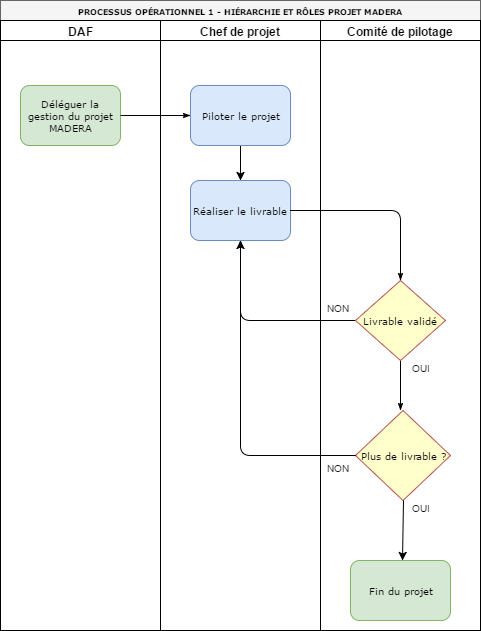 PROCESSUS OPÉRATIONNEL 1 - HIÉRARCHIE ET RÔLES PROJET MADERA
DAF
Chef de projet
Comité de pilotage
Déléguer la
gestion du projet
MADERA
Piloter le projet
Réaliser le livrable
NON
Livrable validé
OUI
Plus de livrable ?
NON
OUI
Fin du projet